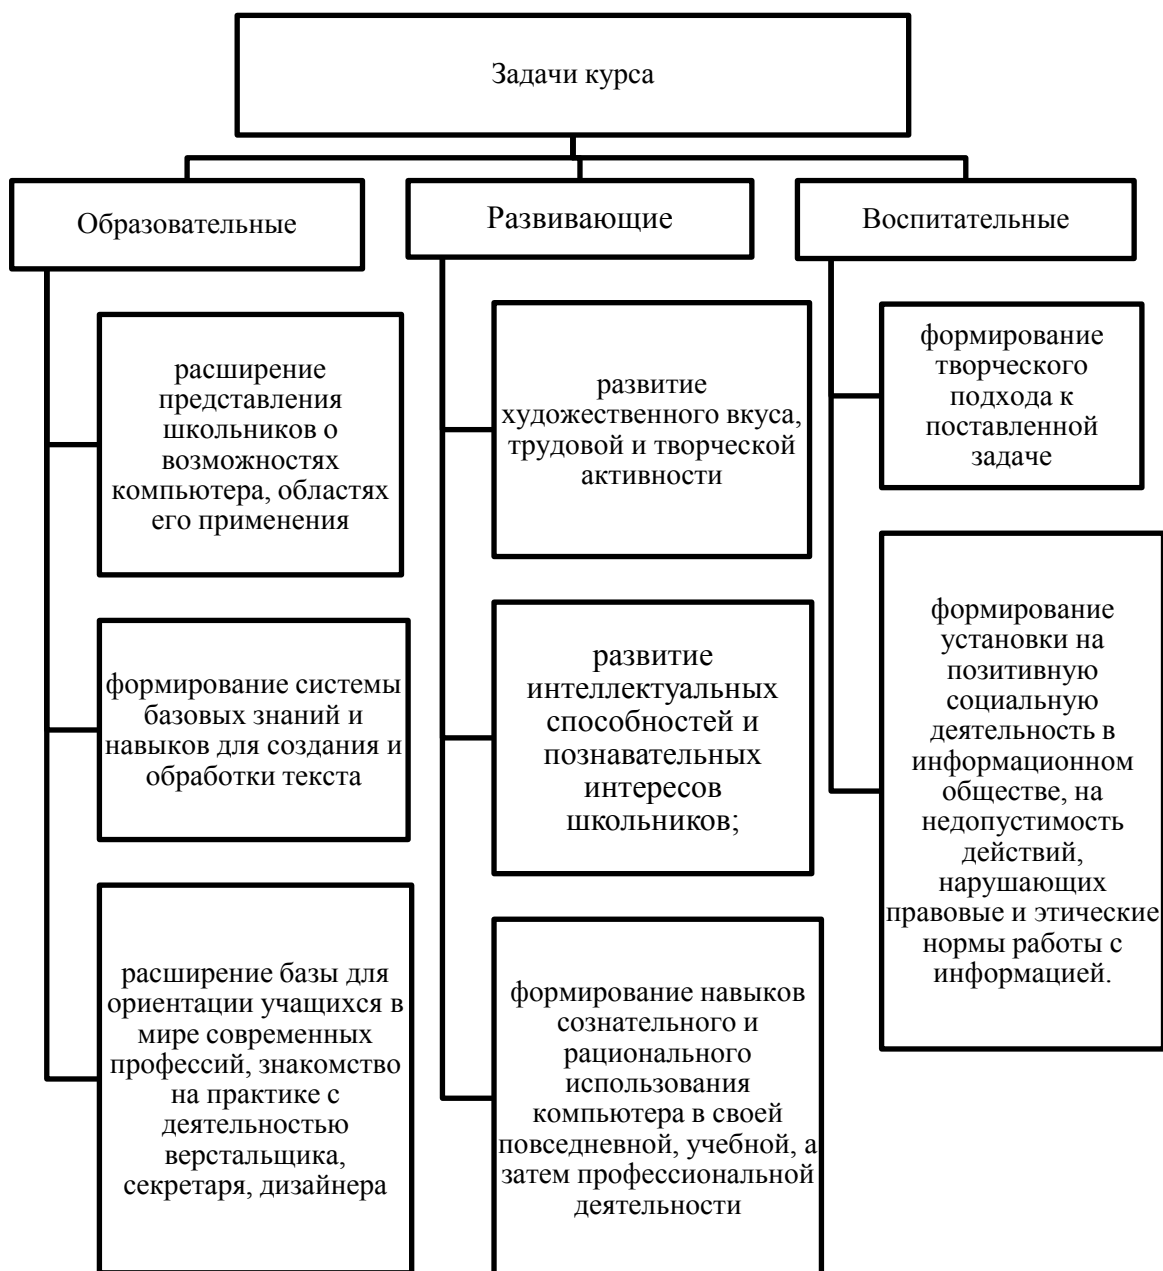 Задачи курса
Образовательные
расширение
представления
школьников о
возможностях
компьютера, областях
его применения
формирование системы
базовых знаний и
навыков для создания и
обработки текста
расширение базы для
ориентации учащихся в
мире современных
профессий, знакомство
на практике с
деятельностью
верстальщика,
секретаря, дизайнера
Развивающие
развитие
художественного вкуса,
трудовой и творческой
активности
развитие
интеллектуальных
способностей и
познавательных
интересов
школьников;
формирование навыков
сознательного и
рационального
использования
компьютера в своей
повседневной, учебной, а
затем профессиональной
деятельности
Воспитательные
формирование
творческого
подхода к
поставленной
задаче
формирование
установки на
позитивную
социальную
деятельность в
информационном
обществе, на
недопустимость
действий,
нарушающих
правовые и этические
нормы работы с
информацией.